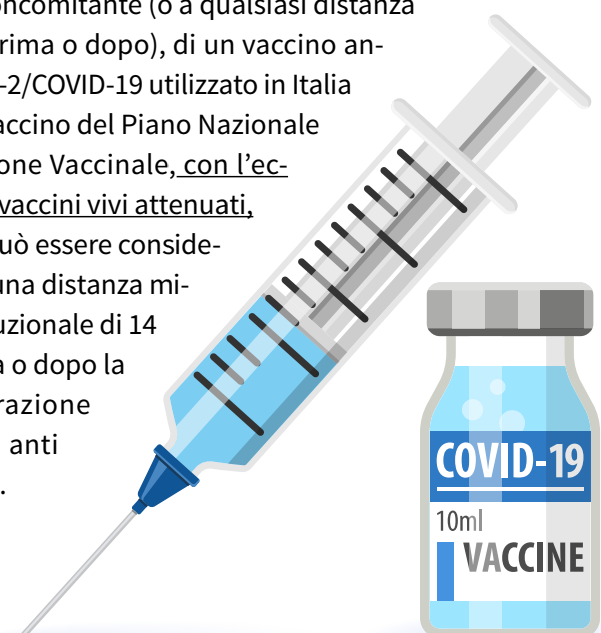 ncomitante (o a qualsiasi distanza
rima o dopo), di un vaccino an-
-2/COVID-19 utilizzato in Italia
accino del Piano Nazionale
one Vaccinale, con l’ec-
vaccini vivi attenuati,
uò essere conside-
una distanza mi-
uzionale di 14
a o dopo la
razione
anti
.
COVID-19
10ml
VACCINE